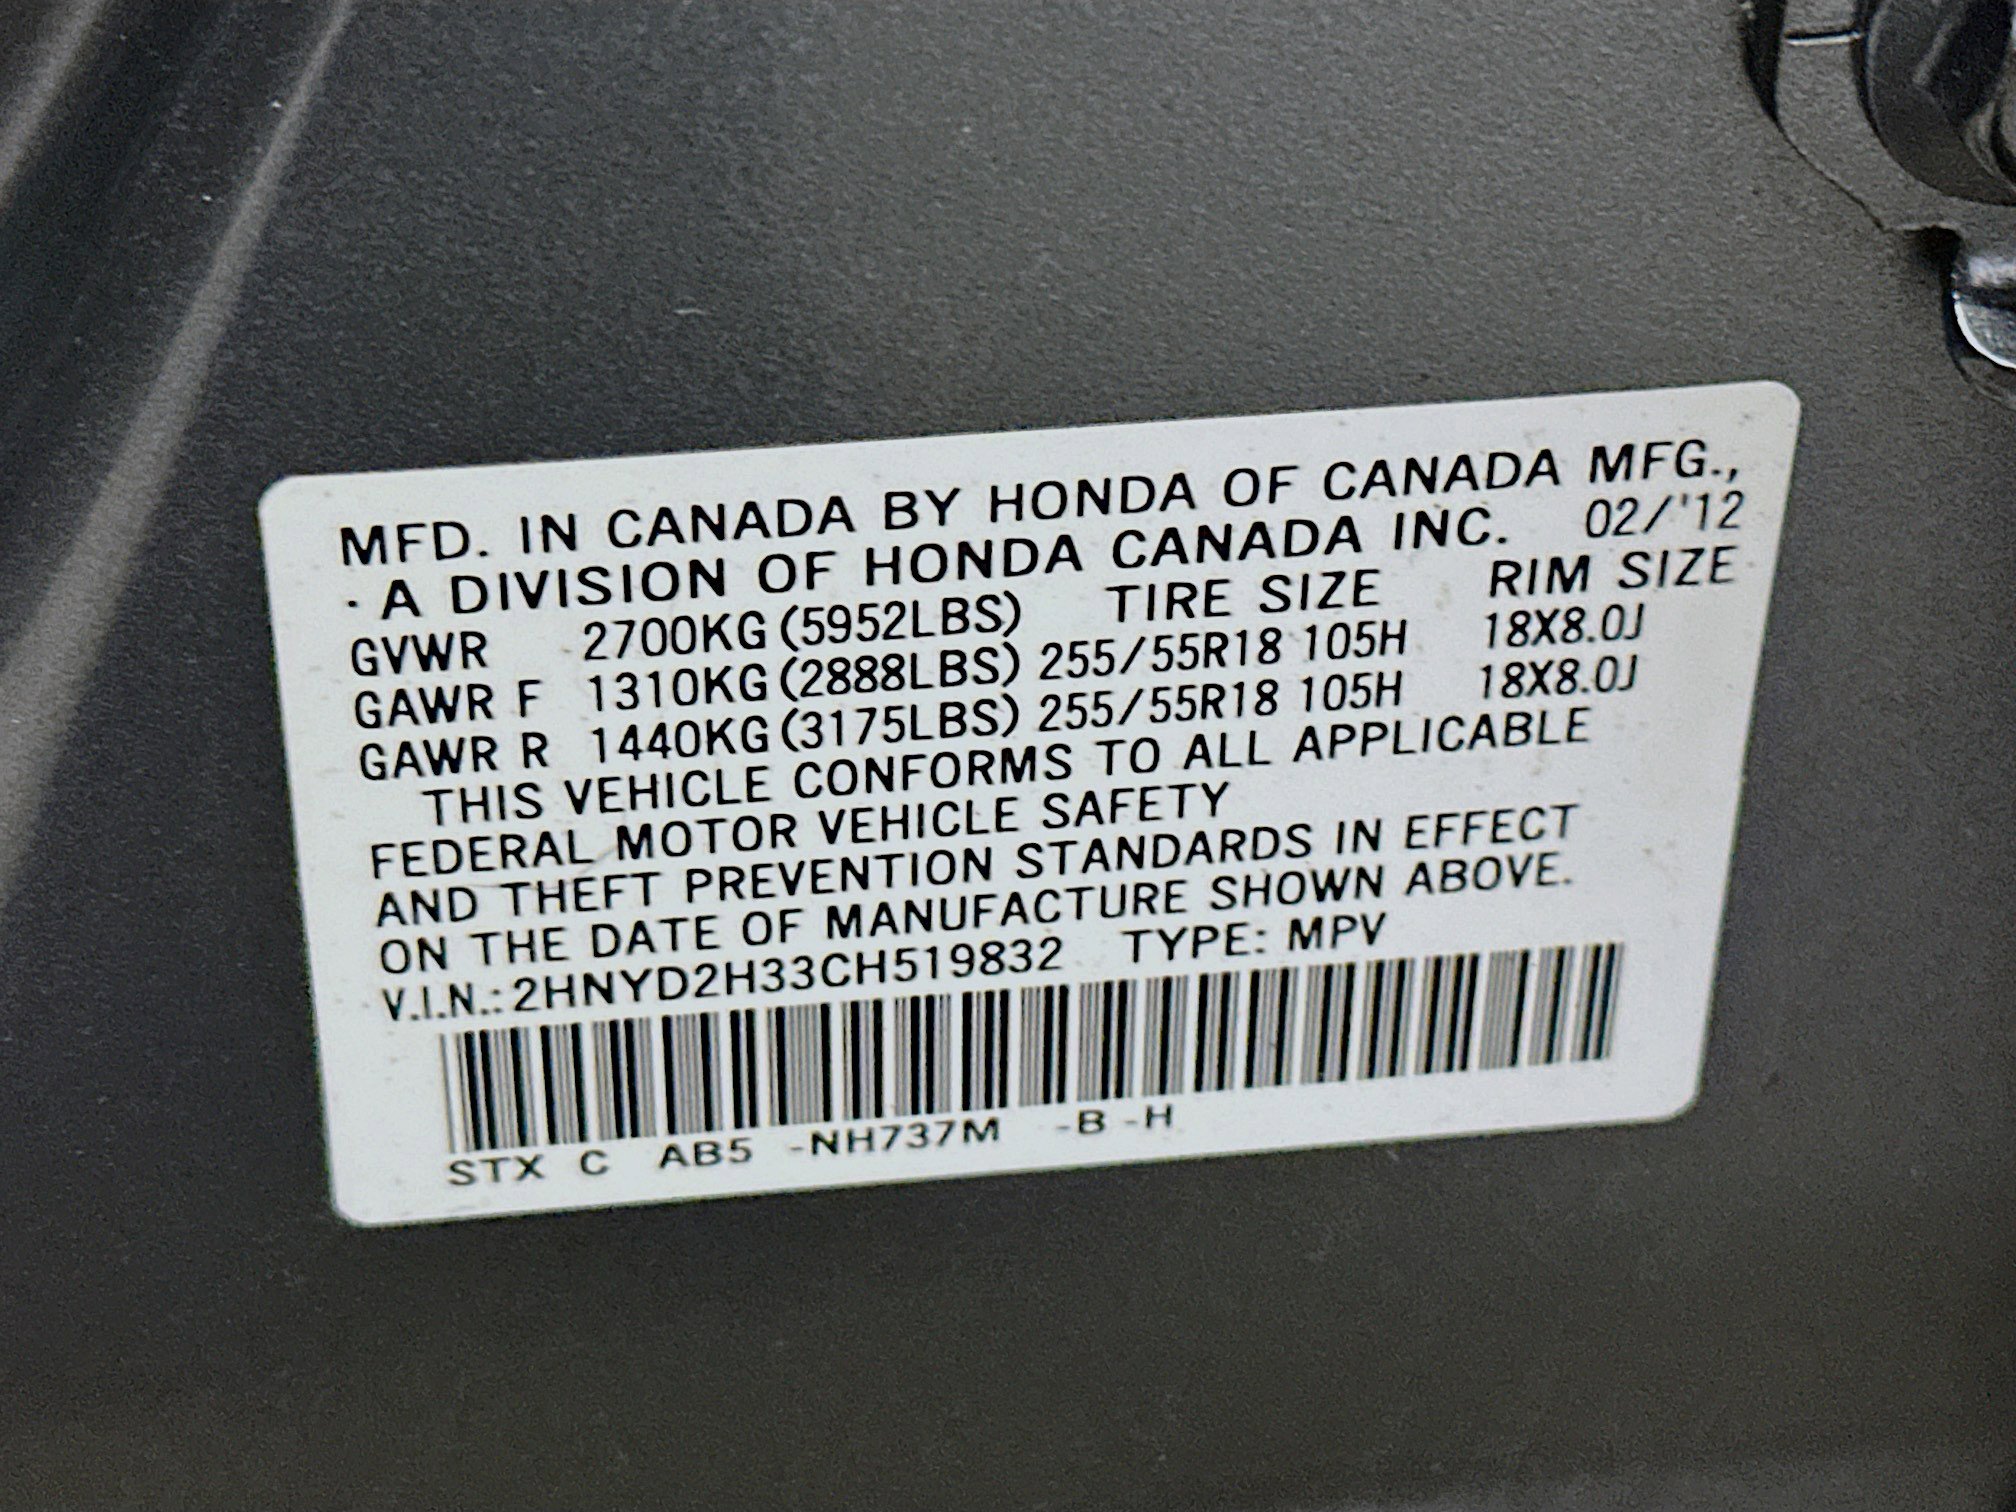 MFD. IN CANADA BY HONDA OF CANADA MFG.,
· A DIVISION OF HONDA CANADA INC. 02/'12
GVWR 2700KG (5952LBS) TIRE SIZE RIM SIZE
GAWR F 1310KG (2888LBS) 255/55R18 105H 18X8.0J
GAWR R 1440KG (3175LBS) 255/55R18 105H 18X8.0J
THIS VEHICLE CONFORMS TO ALL APPLICABLE
FEDERAL MOTOR VEHICLE SAFETY
AND THEFT PREVENTION STANDARDS IN EFFECT
ON THE DATE OF MANUFACTURE SHOWN ABOVE.
V.I.N.: 2HNYD2H33CH519832 TYPE: MPV
STX C AB5 -NH737M -B -H